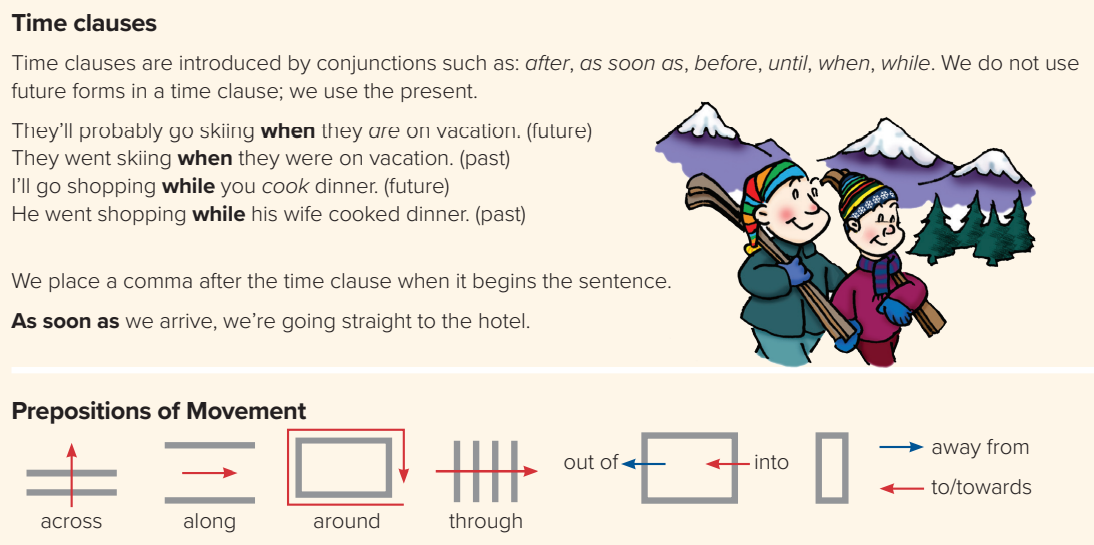 Time clauses
Time clauses are introduced by conjunctions such as: after, as soon as, before, until, when, while. We do not use
future forms in a time clause; we use the present.
They'll probably go skiing when they are on vacation. (future)
They went skiing when they were on vacation. (past)
I'll go shopping while you cook dinner. (future)
He went shopping while his wife cooked dinner. (past)
We place a comma after the time clause when it begins the sentence.
As soon as we arrive, we're going straight to the hotel.
Prepositions of Movement
across
along
around
through
out of
into
away from
to/towards